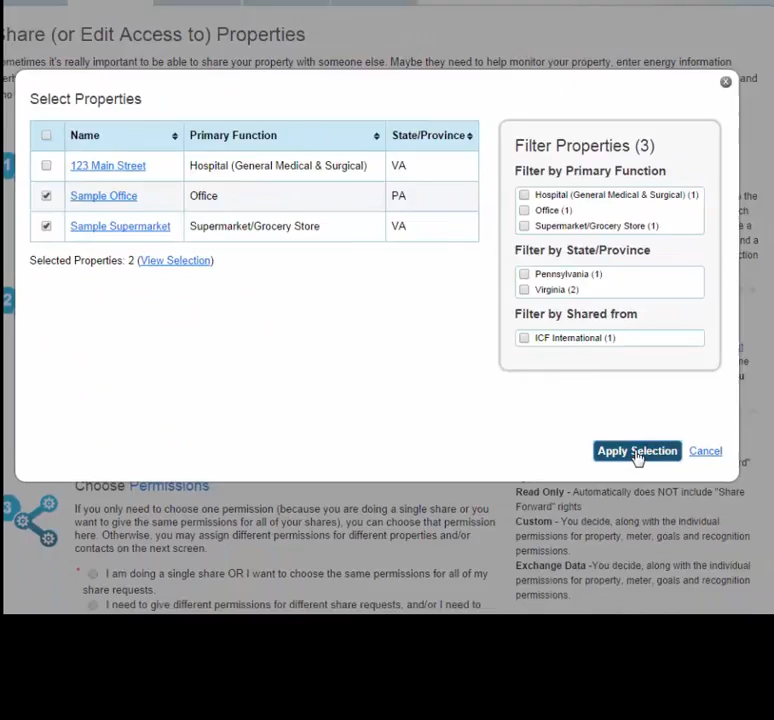 Share (or Edit Access to) Properties
ometimes it's really important to be able to share your property with someone else. Maybe they need to help monitor your property, enter energy information
and
Select Properties
Name Primary Function State/Province
123 Main Street Hospital (General Medical & Surgical) VA
Sample Office Office PA
Sample Supermarket Supermarket/Grocery Store VA
Selected Properties: 2 (View Selection)
Filter Properties (3)
Filter by Primary Function
Hospital (General Medical & Surgical) (1)
Office (1)
Supermarket/Grocery Store (1)
Filter by State/Province
Pennsylvania (1)
Virginia (2)
Filter by Shared from
ICF International (1)
Apply Selection Cancel
1
2
3
Choose Permissions
If you only need to choose one permission (because you are doing a single share or you
want to give the same permissions for all of your shares), you can choose that permission
here. Otherwise, you may assign different permissions for different properties and/or
contacts on the next screen.
* I am doing a single share OR I want to choose the same permissions for all of my
share requests.
I need to give different permissions for different share requests, and/or I need to
Read Only - Automatically does NOT include "Share
Forward" rights
Custom - You decide, along with the individual
permissions for property, meter, goals and recognition
permissions.
Exchange Data -You decide, along with the individual
permissions for property, meter, goals and recognition
permissions.